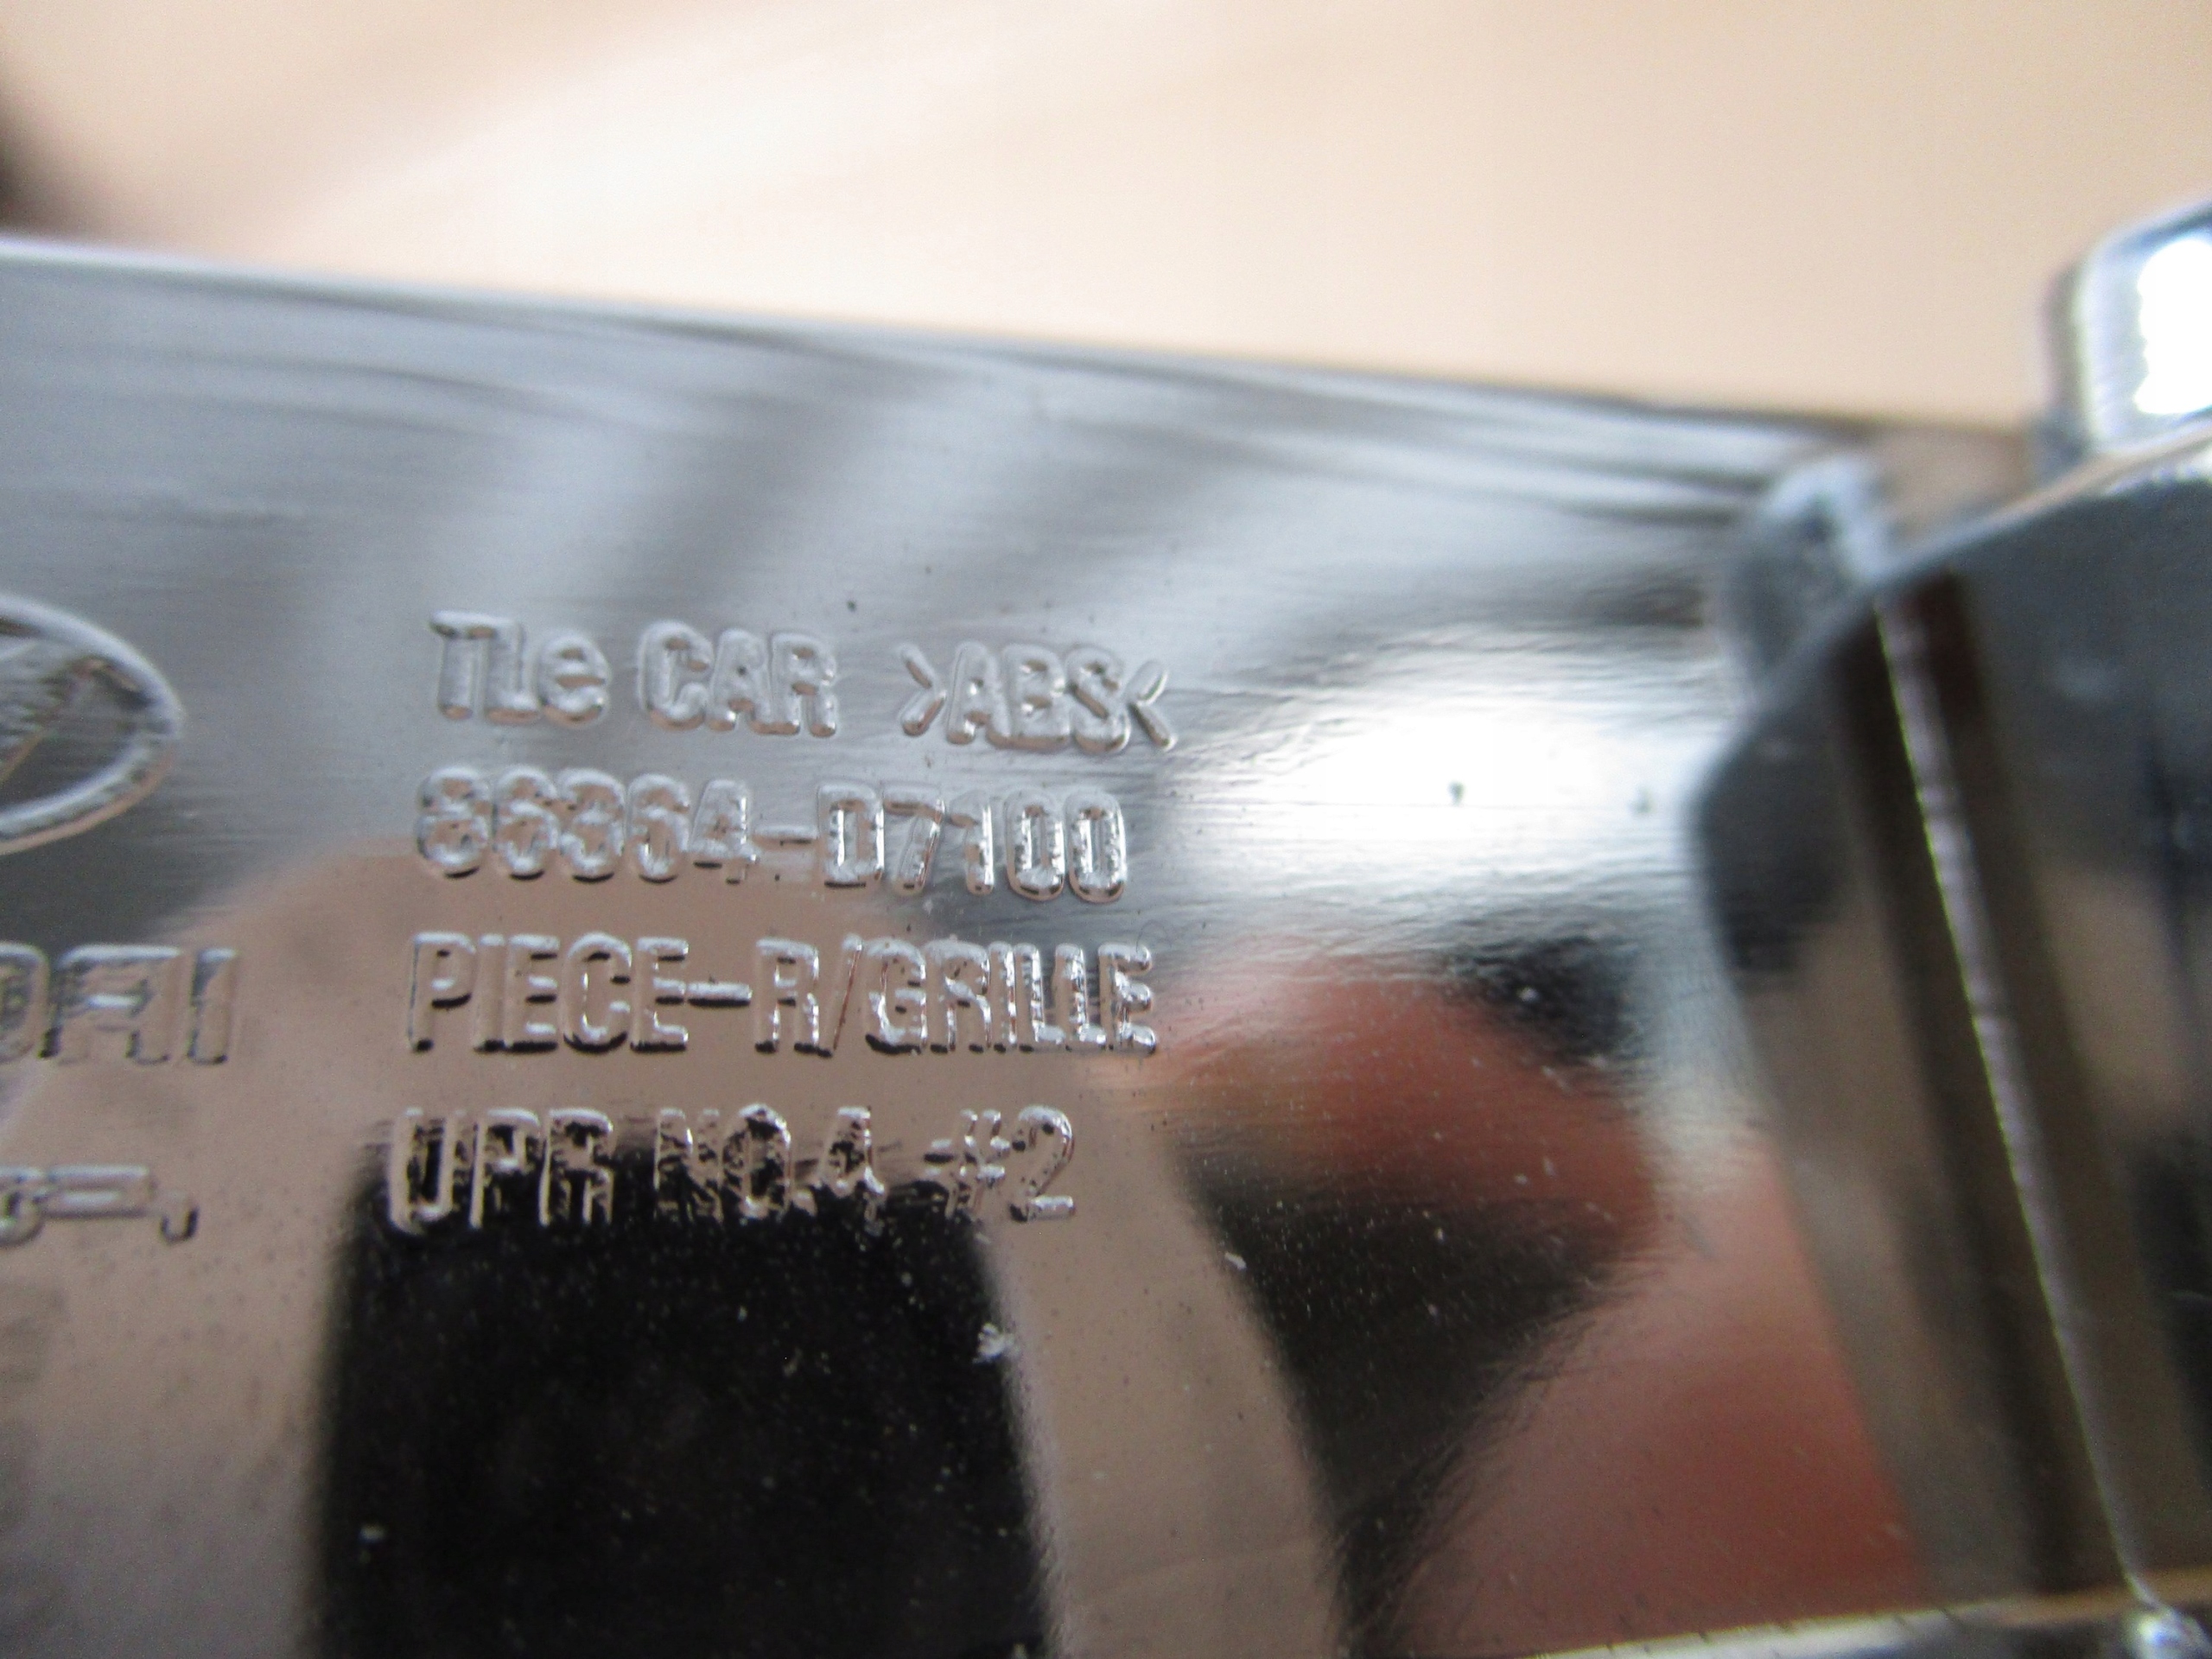 TLe CAR >ABS<
86364-D7100
PIECE-R/GRILLE
UPR NO.4 #2